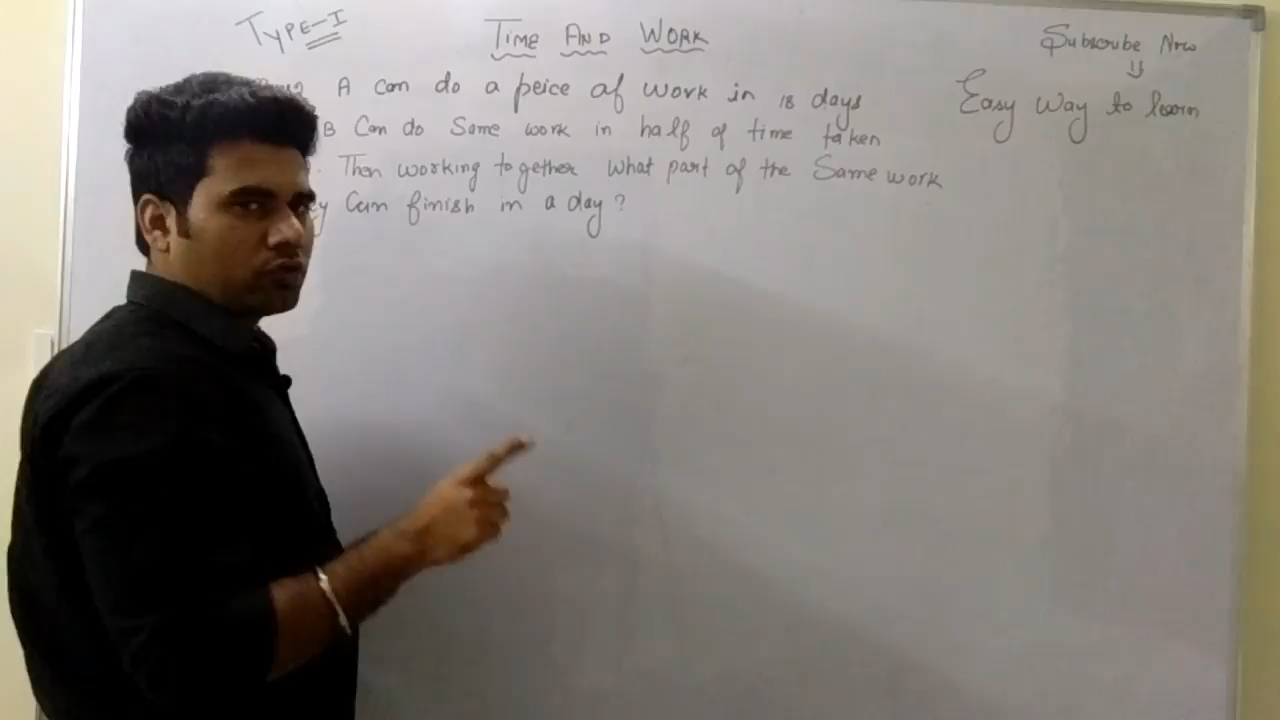 TYPE-I
TIME AND WORK
Subscribe Now
Easy Way to learn
A can do a peice of work in 18 days
B Can do Same work in half of time taken
Then working together what part of the Same work
Can finish in a day?